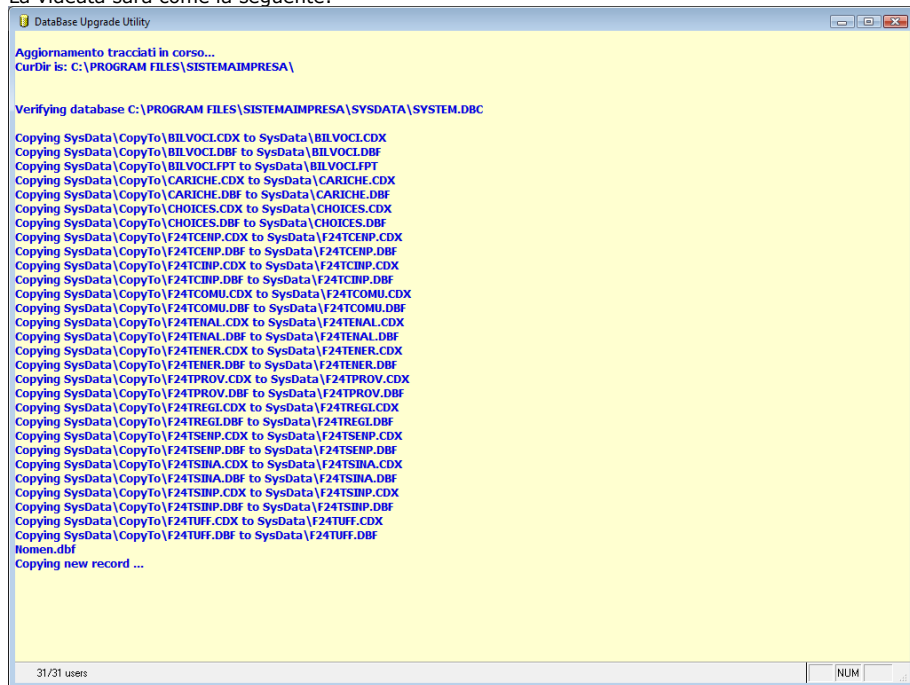 La videata sarà come la seguente:
DataBase Upgrade Utility
Aggiornamento tracciati in corso...
CurDir is: C:\PROGRAM FILES\SISTEMAIMPRESA\
Verifying database C:\PROGRAM FILES\SISTEMAIMPRESA\SYSDATA\SYSTEM.DBC
Copying SysData\CopyTo\BILVOCI.CDX to SysData\BILVOCI.CDX
Copying SysData\CopyTo\BILVOCI.DBF to SysData\BILVOCI.DBF
Copying SysData\CopyTo\BILVOCI.FPT to SysData\BILVOCI.FPT
Copying SysData\CopyTo\CARICHE.CDX to SysData\CARICHE.CDX
Copying SysData\CopyTo\CARICHE.DBF to SysData\CARICHE.DBF
Copying SysData\CopyTo\CHOICES.CDX to SysData\CHOICES.CDX
Copying SysData\CopyTo\CHOICES.DBF to SysData\CHOICES.DBF
Copying SysData\CopyTo\F24TCENP.CDX to SysData\F24TCENP.CDX
Copying SysData\CopyTo\F24TCENP.DBF to SysData\F24TCENP.DBF
Copying SysData\CopyTo\F24TCINP.CDX to SysData\F24TCINP.CDX
Copying SysData\CopyTo\F24TCINP.DBF to SysData\F24TCINP.DBF
Copying SysData\CopyTo\F24TCOMU.CDX to SysData\F24TCOMU.CDX
Copying SysData\CopyTo\F24TCOMU.DBF to SysData\F24TCOMU.DBF
Copying SysData\CopyTo\F24TENAL.CDX to SysData\F24TENAL.CDX
Copying SysData\CopyTo\F24TENAL.DBF to SysData\F24TENAL.DBF
Copying SysData\CopyTo\F24TENER.CDX to SysData\F24TENER.CDX
Copying SysData\CopyTo\F24TENER.DBF to SysData\F24TENER.DBF
Copying SysData\CopyTo\F24TPROV.CDX to SysData\F24TPROV.CDX
Copying SysData\CopyTo\F24TPROV.DBF to SysData\F24TPROV.DBF
Copying SysData\CopyTo\F24TREGI.CDX to SysData\F24TREGI.CDX
Copying SysData\CopyTo\F24TREGI.DBF to SysData\F24TREGI.DBF
Copying SysData\CopyTo\F24TSENP.CDX to SysData\F24TSENP.CDX
Copying SysData\CopyTo\F24TSENP.DBF to SysData\F24TSENP.DBF
Copying SysData\CopyTo\F24TSINA.CDX to SysData\F24TSINA.CDX
Copying SysData\CopyTo\F24TSINA.DBF to SysData\F24TSINA.DBF
Copying SysData\CopyTo\F24TSINP.CDX to SysData\F24TSINP.CDX
Copying SysData\CopyTo\F24TSINP.DBF to SysData\F24TSINP.DBF
Copying SysData\CopyTo\F24TUFF.CDX to SysData\F24TUFF.CDX
Copying SysData\CopyTo\F24TUFF.DBF to SysData\F24TUFF.DBF
Nomen.dbf
Copying new record ...
31/31 users
NUM